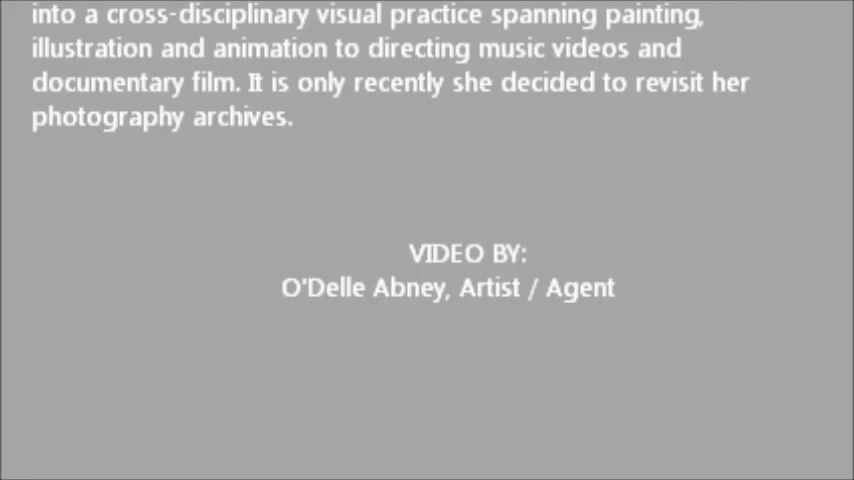 into a cross-disciplinary visual practice spanning painting,
illustration and animation to directing music videos and
documentary film. It is only recently she decided to revisit her
photography archives.
VIDEO BY:
O'Delle Abney, Artist / Agent